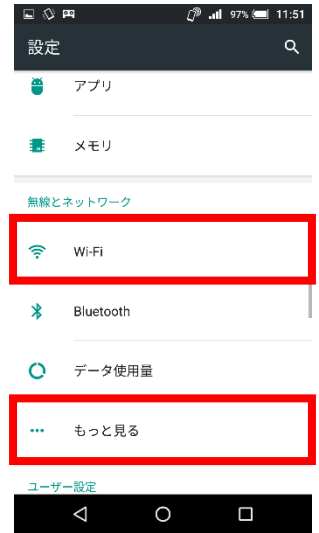 97% 11:51
設定
アプリ
メモリ
無線とネットワーク
Wi-Fi
Bluetooth
データ使用量
もっと見る
ユーザー設定